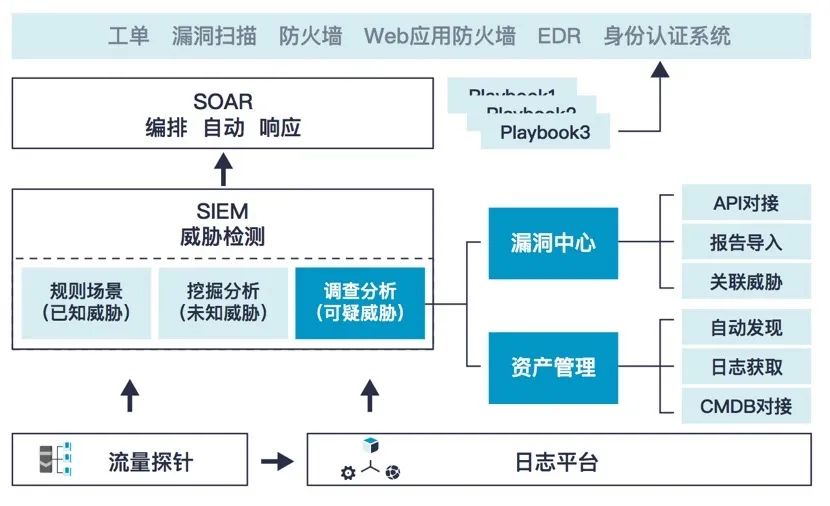 工单 漏洞扫描 防火墙 Web应用防火墙 EDR 身份认证系统
SOAR
编排 自动 响应
Playbook1
Playbook2
Playbook3
SIEM
威胁检测
规则场景
(已知威胁)
挖掘分析
(未知威胁)
调查分析
(可疑威胁)
漏洞中心
API对接
报告导入
关联威胁
资产管理
自动发现
日志获取
CMDB对接
流量探针
日志平台